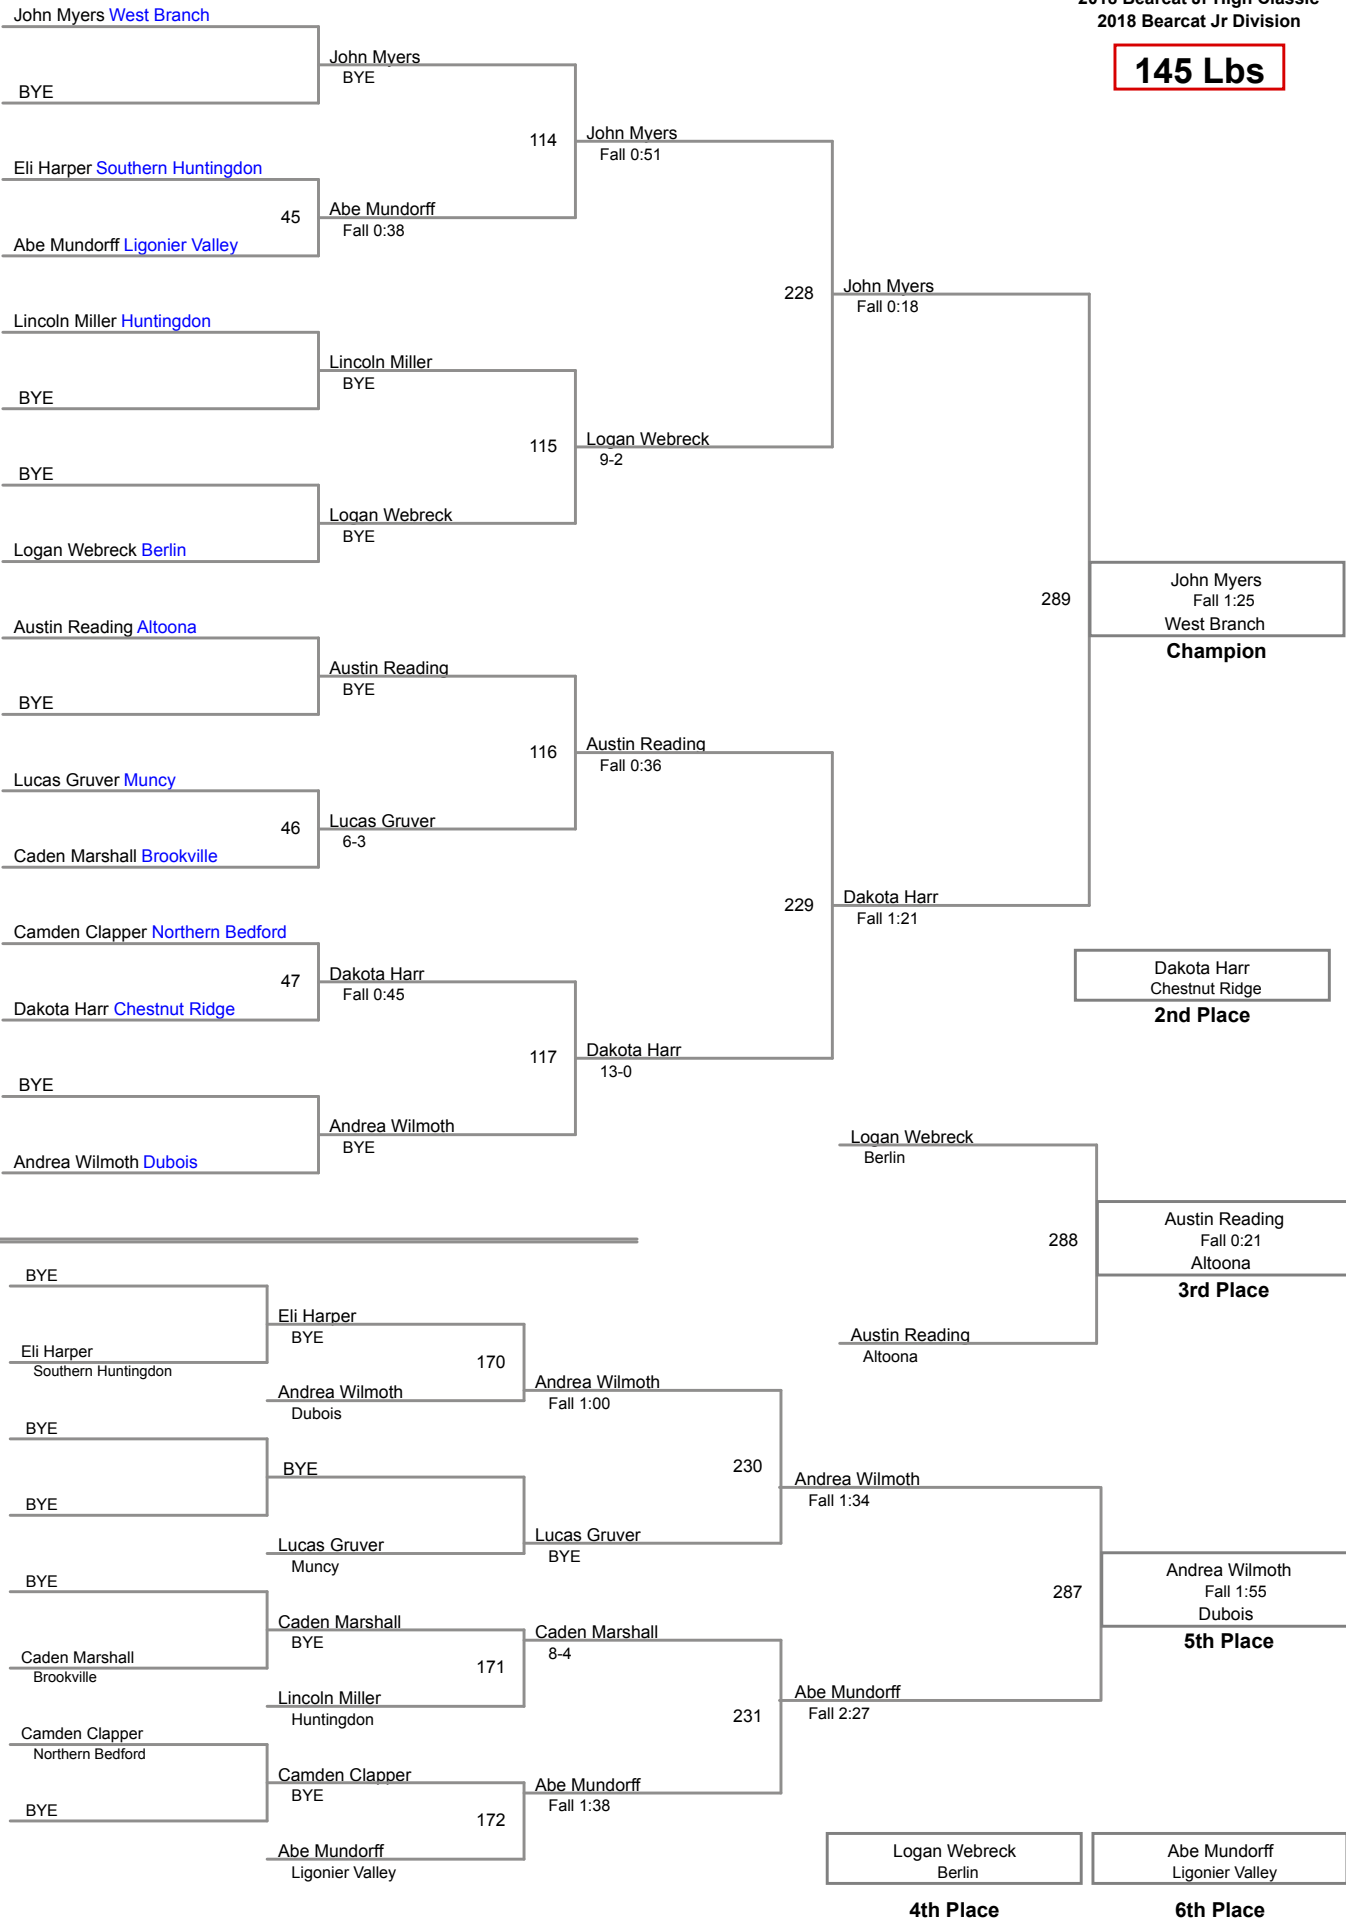 2018 Bearcat Jr High Classic
2018 Bearcat Jr Division
145 Lbs
John Myers West Branch
BYE
Eli Harper Southern Huntingdon
45
Abe Mundorff Ligonier Valley
Lincoln Miller Huntingdon
BYE
BYE
Logan Webreck Berlin
Austin Reading Altoona
BYE
Lucas Gruver Muncy
46
Caden Marshall Brookville
Camden Clapper Northern Bedford
47
Dakota Harr Chestnut Ridge
BYE
Andrea Wilmoth Dubois
John Myers
BYE
114
Abe Mundorff
Fall 0:38
Lincoln Miller
BYE
115
Logan Webreck
BYE
Austin Reading
BYE
116
Lucas Gruver
6-3
Dakota Harr
Fall 0:45
117
Andrea Wilmoth
BYE
John Myers
Fall 0:51
228
Logan Webreck
9-2
Austin Reading
Fall 0:36
229
Dakota Harr
13-0
John Myers
Fall 0:18
289
Dakota Harr
Fall 1:21
John Myers
Fall 1:25
West Branch
Champion
Dakota Harr
Chestnut Ridge
2nd Place
Logan Webreck
Berlin
288
Austin Reading
Altoona
Austin Reading
Fall 0:21
Altoona
3rd Place
BYE
Eli Harper
Southern Huntingdon
BYE
BYE
BYE
Caden Marshall
Brookville
Camden Clapper
Northern Bedford
BYE
Eli Harper
BYE
170
Andrea Wilmoth
Dubois
BYE
Lucas Gruver
Muncy
Caden Marshall
BYE
171
Lincoln Miller
Huntingdon
Camden Clapper
BYE
172
Abe Mundorff
Ligonier Valley
Andrea Wilmoth
Fall 1:00
230
Lucas Gruver
BYE
Caden Marshall
8-4
231
Abe Mundorff
Fall 1:38
Andrea Wilmoth
Fall 1:34
287
Abe Mundorff
Fall 2:27
Andrea Wilmoth
Fall 1:55
Dubois
5th Place
Logan Webreck
Berlin
4th Place
Abe Mundorff
Ligonier Valley
6th Place